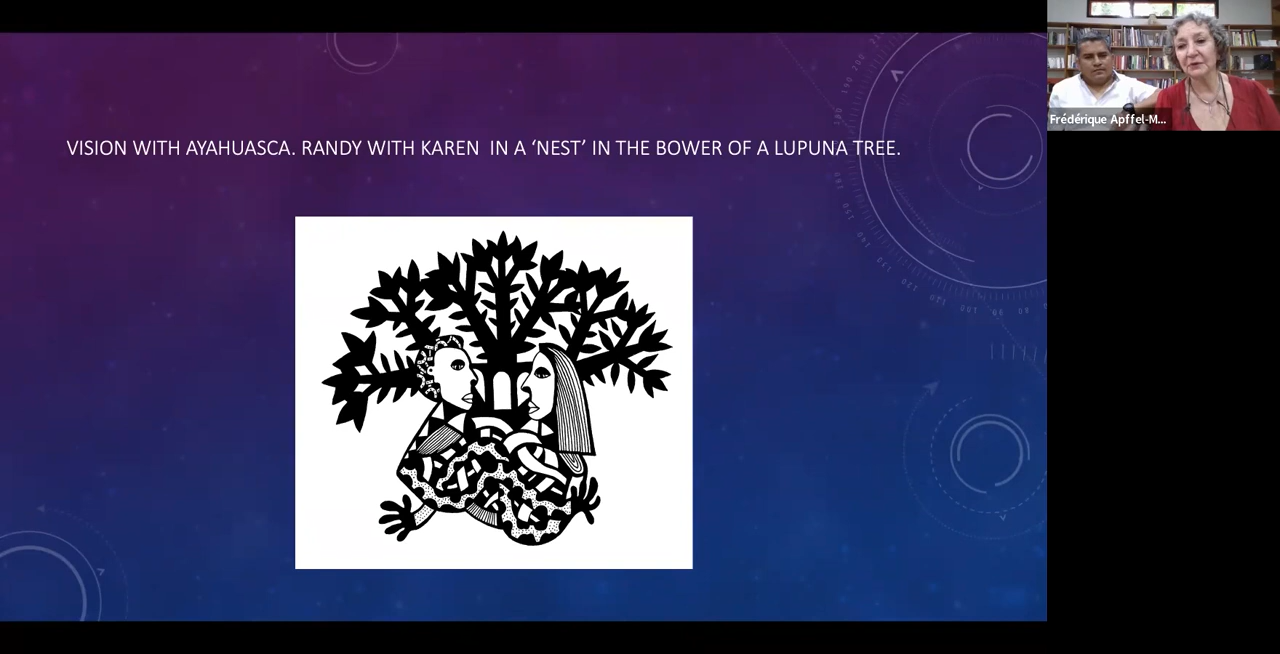 VISION WITH AYAHUASCA. RANDY WITH KAREN  IN A ‘NEST’ IN THE BOWER OF A LUPUNA TREE.
Frédérique Apffel-M...